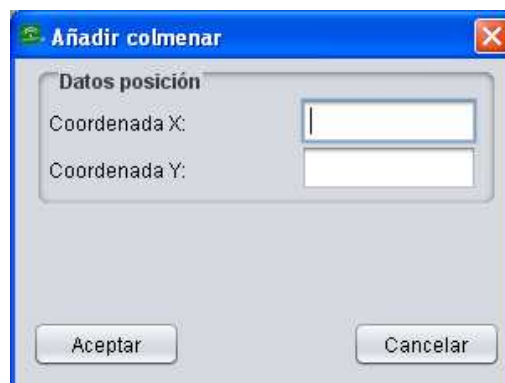 Añadir colmenar
Datos posición
Coordenada X:
Coordenada Y:
Aceptar
Cancelar